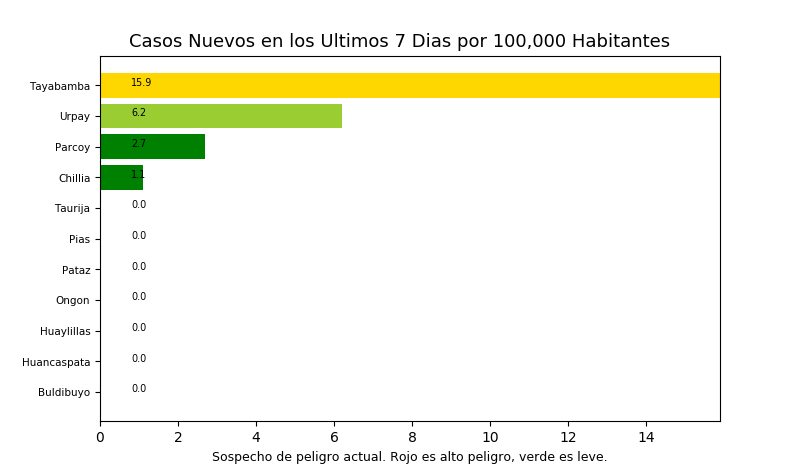 Casos Nuevos en los Ultimos 7 Dias por 100,000 Habitantes
Tayabamba 15.9
Urpay 6.2
Parcoy 2.7
Chillia 1.1
Taurija 0.0
Pias 0.0
Pataz 0.0
Ongon 0.0
Huaylillas 0.0
Huancaspata 0.0
Buldibuyo 0.0
0 2 4 6 8 10 12 14
Sospecho de peligro actual. Rojo es alto peligro, verde es leve.